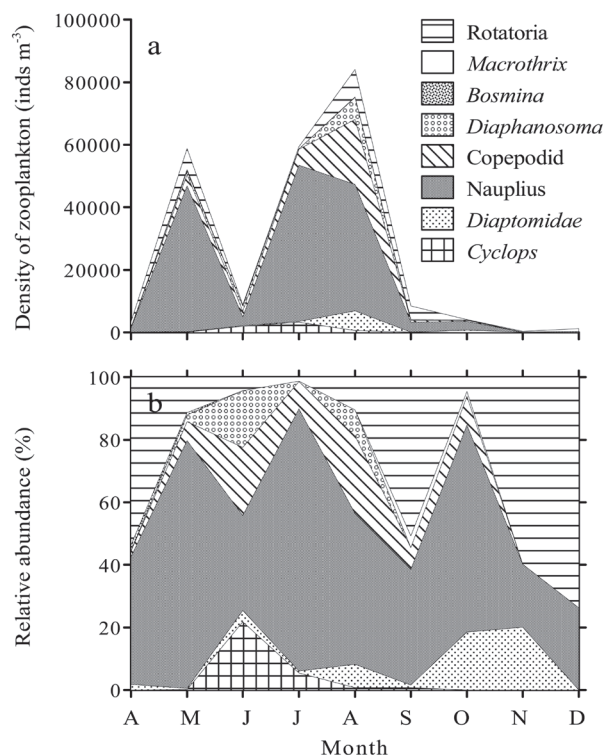 a
Density of zooplankton (inds m⁻³)
100000
80000
60000
40000
20000
0
Rotatoria
Macrothrix
Bosmina
Diaphanosoma
Copepodid
Nauplius
Diaptomidae
Cyclops
b
Relative abundance (%)
100
80
60
40
20
0
A M J J A S O N D
Month